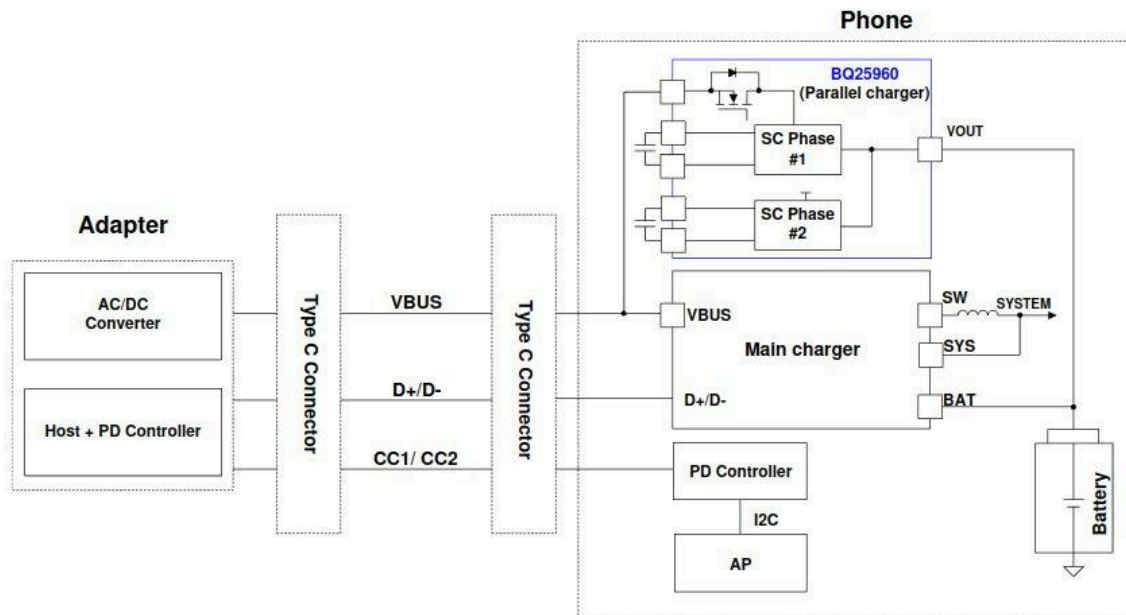 Phone
BQ25960
(Parallel charger)
SC Phase
#1
VOUT
SC Phase
#2
Adapter
AC/DC
Converter
Host + PD Controller
Type C Connector
VBUS
D+/D-
CC1/ CC2
Type C Connector
VBUS
Main charger
D+/D-
SW
SYSTEM
SYS
BAT
PD Controller
I2C
AP
Battery